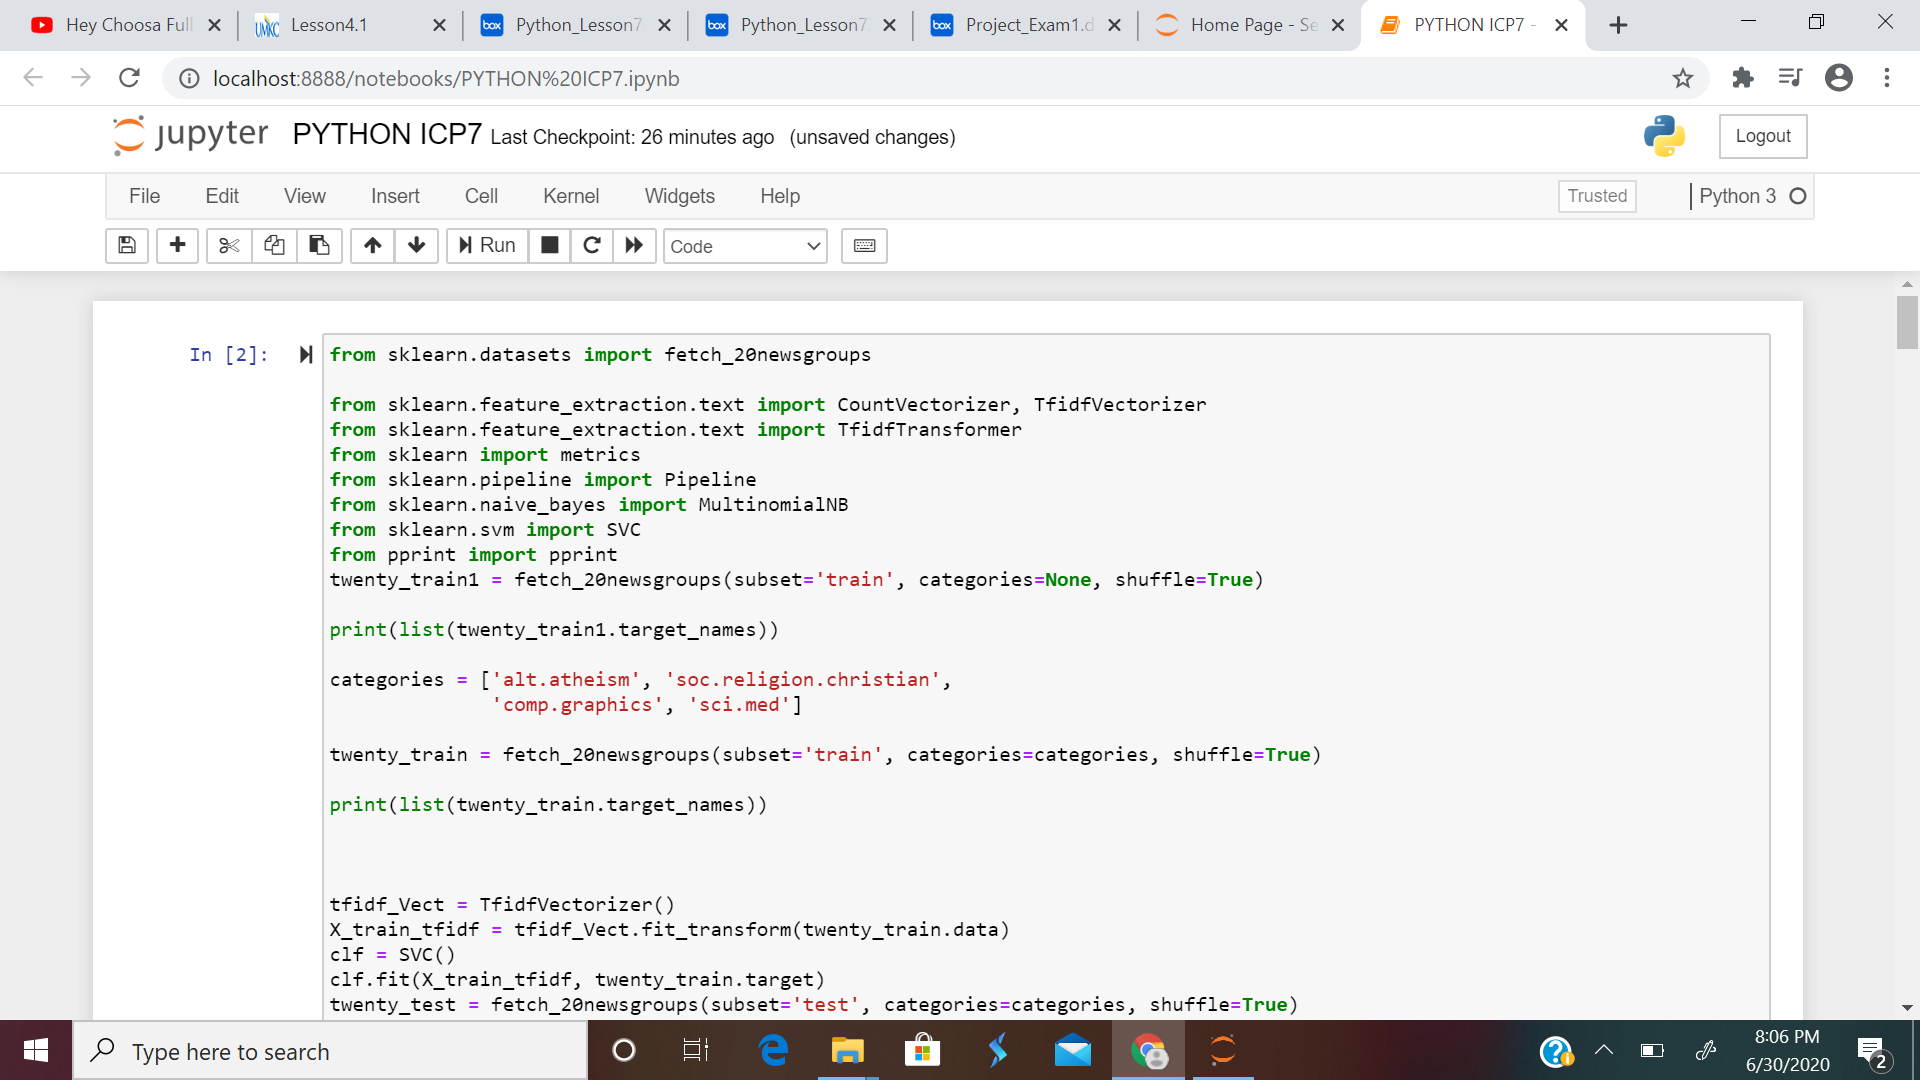 Hey Choosa Full
Lesson4.1
box Python_Lesson7
box Python_Lesson7
box Project_Exam1.d
Home Page - Se
PYTHON ICP7 -
localhost:8888/notebooks/PYTHON%20ICP7.ipynb
jupyter PYTHON ICP7 Last Checkpoint: 26 minutes ago (unsaved changes)
Logout
File Edit View Insert Cell Kernel Widgets Help
Trusted
Python 3
Run
Code
In [2]:
from sklearn.datasets import fetch_20newsgroups
from sklearn.feature_extraction.text import CountVectorizer, TfidfVectorizer
from sklearn.feature_extraction.text import TfidfTransformer
from sklearn import metrics
from sklearn.pipeline import Pipeline
from sklearn.naive_bayes import MultinomialNB
from sklearn.svm import SVC
from pprint import pprint
twenty_train1 = fetch_20newsgroups(subset='train', categories=None, shuffle=True)
print(list(twenty_train1.target_names))
categories = ['alt.atheism', 'soc.religion.christian',
'comp.graphics', 'sci.med']
twenty_train = fetch_20newsgroups(subset='train', categories=categories, shuffle=True)
print(list(twenty_train.target_names))
tfidf_Vect = TfidfVectorizer()
X_train_tfidf = tfidf_Vect.fit_transform(twenty_train.data)
clf = SVC()
clf.fit(X_train_tfidf, twenty_train.target)
twenty_test = fetch_20newsgroups(subset='test', categories=categories, shuffle=True)
Type here to search
8:06 PM
6/30/2020
2